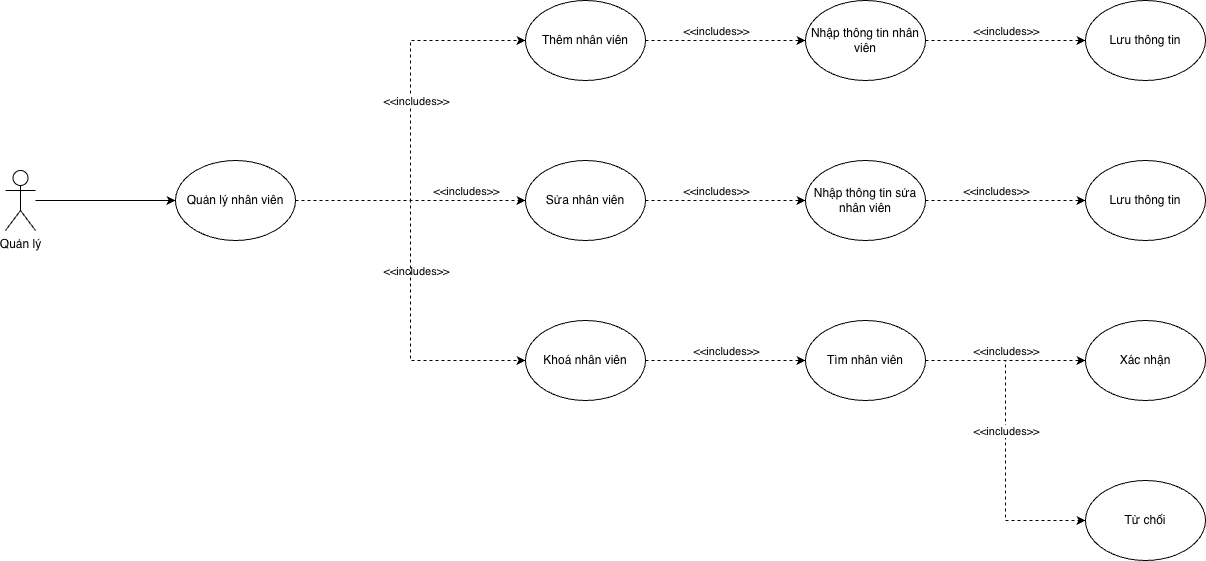 Thêm nhân viên
<<includes>>
Nhập thông tin nhân
viên
<<includes>>
Lưu thông tin
<<includes>>
Quản lý
Quản lý nhân viên
<<includes>>
Sửa nhân viên
<<includes>>
Nhập thông tin sửa
nhân viên
<<includes>>
Lưu thông tin
<<includes>>
Khoá nhân viên
<<includes>>
Tìm nhân viên
<<includes>>
Xác nhận
<<includes>>
Từ chối